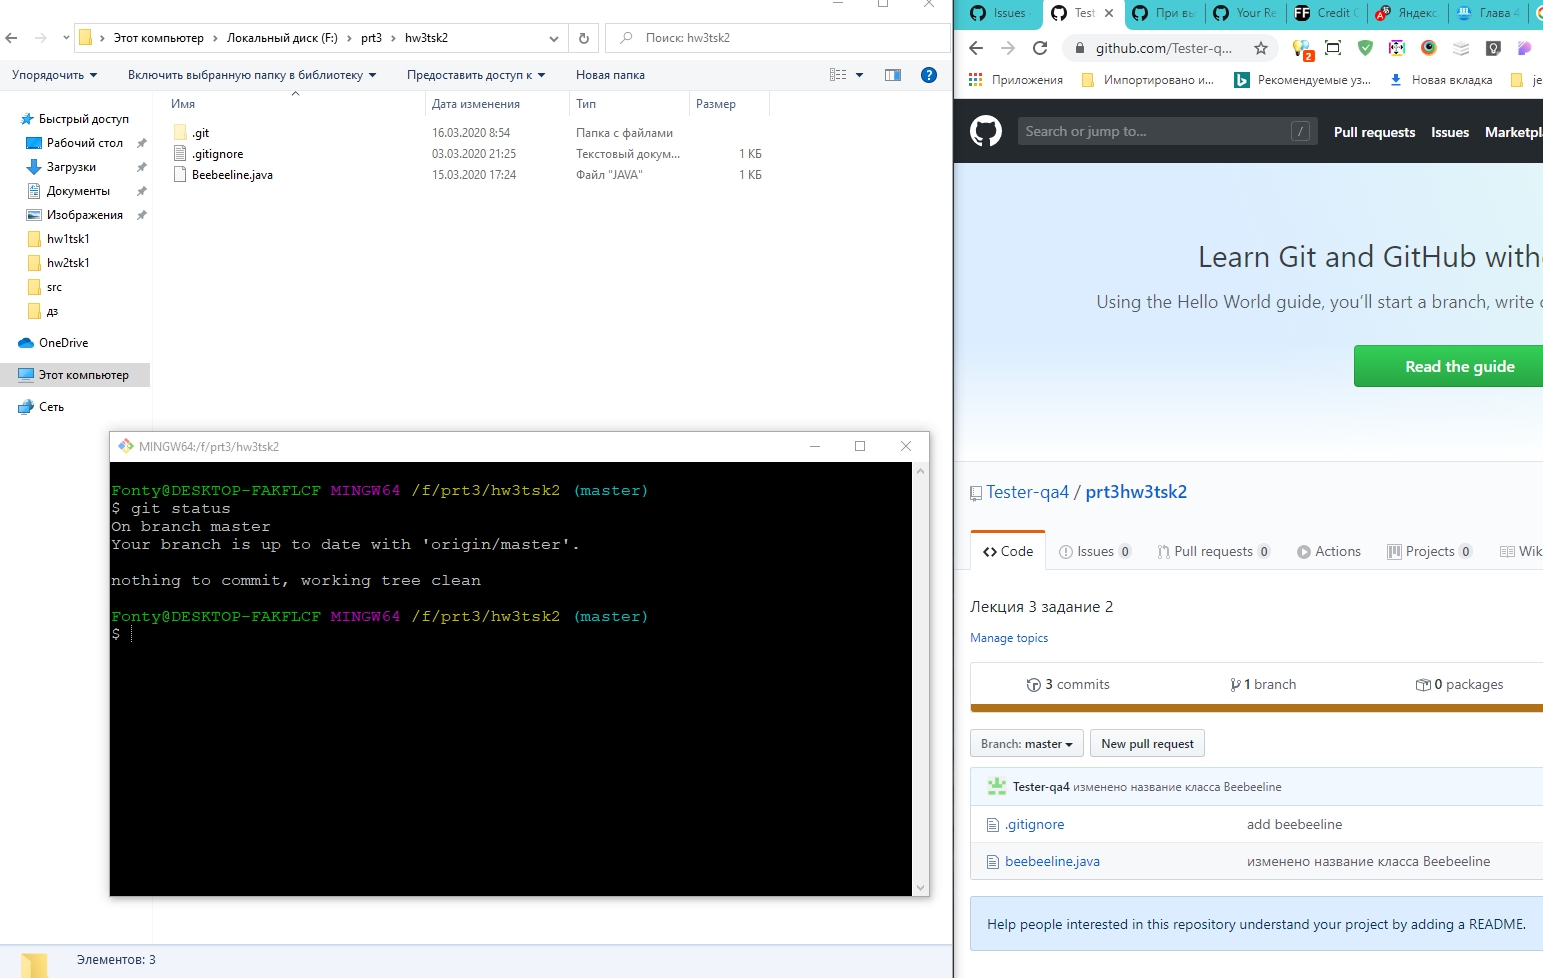 Этот компьютер
Локальный диск (F:)
prt3
hw3tsk2
Поиск: hw3tsk2
Упорядочить
Включить выбранную папку в библиотеку
Предоставить доступ к
Новая папка
Имя
Дата изменения
Тип
Размер
.git
16.03.2020 8:54
Папка с файлами
.gitignore
03.03.2020 21:25
Текстовый докум...
1 КБ
Beebeeline.java
15.03.2020 17:24
Файл "JAVA"
1 КБ
Быстрый доступ
Рабочий стол
Загрузки
Документы
Изображения
hw1tsk1
hw2tsk1
src
дз
OneDrive
Этот компьютер
Сеть
MINGW64:/f/prt3/hw3tsk2
Fonty@DESKTOP-FAKFLCF MINGW64 /f/prt3/hw3tsk2 (master)
$ git status
On branch master
Your branch is up to date with 'origin/master'.
nothing to commit, working tree clean
Fonty@DESKTOP-FAKFLCF MINGW64 /f/prt3/hw3tsk2 (master)
$
Элементов: 3
Issues
Test
При вы
Your Re
FF Credit
Яндекс
Глава 4
github.com/Tester-q...
2
Приложения
Импортировано и...
Рекомендуемые уз...
Новая вкладка
je
Search or jump to...
/
Pull requests
Issues
Marketpl
Learn Git and GitHub with
Using the Hello World guide, you’ll start a branch, write
Read the guide
Tester-qa4 / prt3hw3tsk2
Code
Issues 0
Pull requests 0
Actions
Projects 0
Wik
Лекция 3 задание 2
Manage topics
3 commits
1 branch
0 packages
Branch: master
New pull request
Tester-qa4 изменено название класса Beebeeline
.gitignore
add beebeeline
beebeeline.java
изменено название класса Beebeeline
Help people interested in this repository understand your project by adding a README.